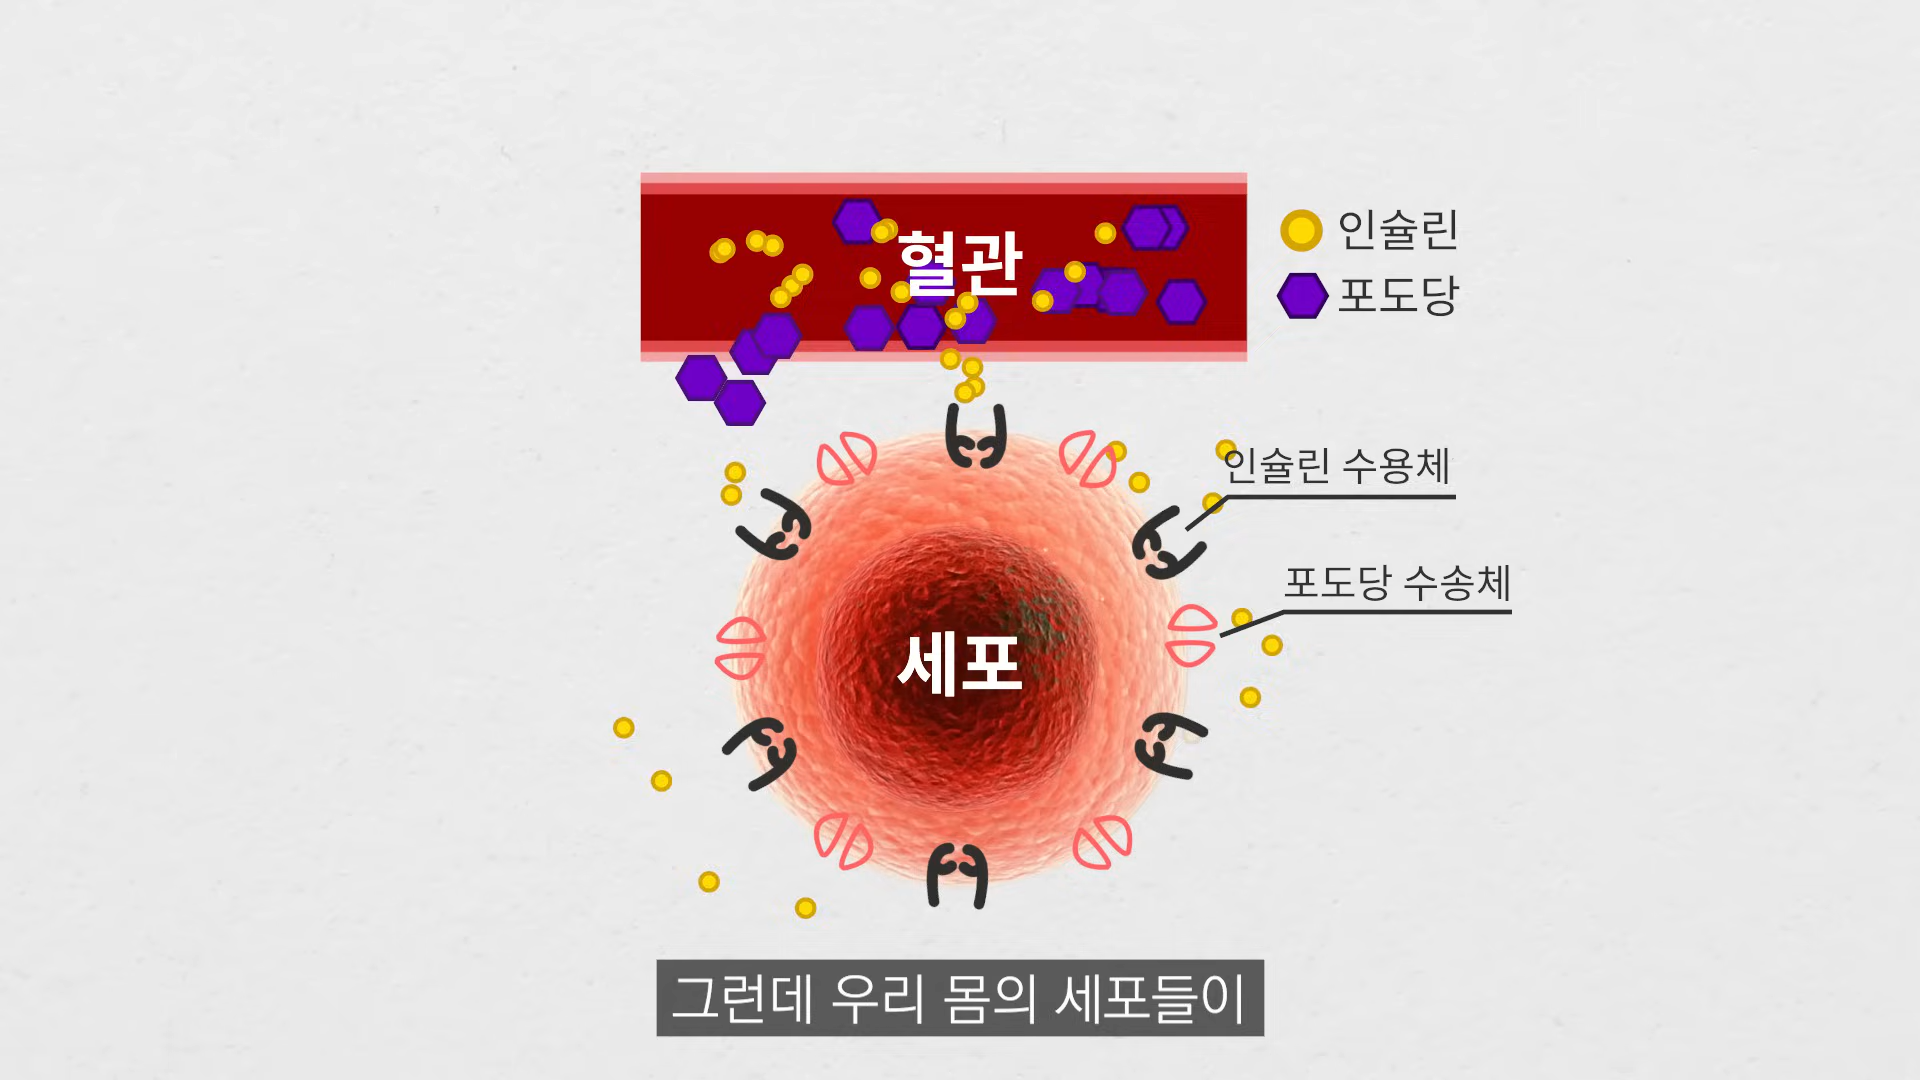 혈관
인슐린
포도당
인슐린 수용체
포도당 수송체
세포
그런데 우리 몸의 세포들이